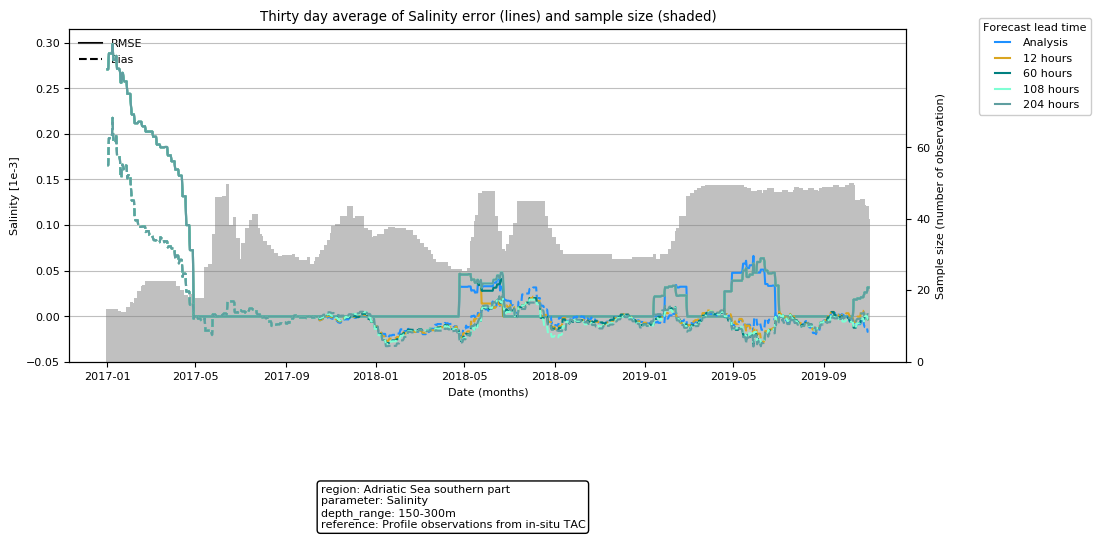 Thirty day average of Salinity error (lines) and sample size (shaded)
Forecast lead time
Analysis
12 hours
60 hours
108 hours
204 hours
RMSE
Bias
0.30
0.25
0.20
0.15
0.10
0.05
0.00
−0.05
Salinity [1e-3]
60
40
20
0
Sample size (number of observation)
2017-01 2017-05 2017-09 2018-01 2018-05 2018-09 2019-01 2019-05 2019-09
Date (months)
region: Adriatic Sea southern part
parameter: Salinity
depth_range: 150-300m
reference: Profile observations from in-situ TAC